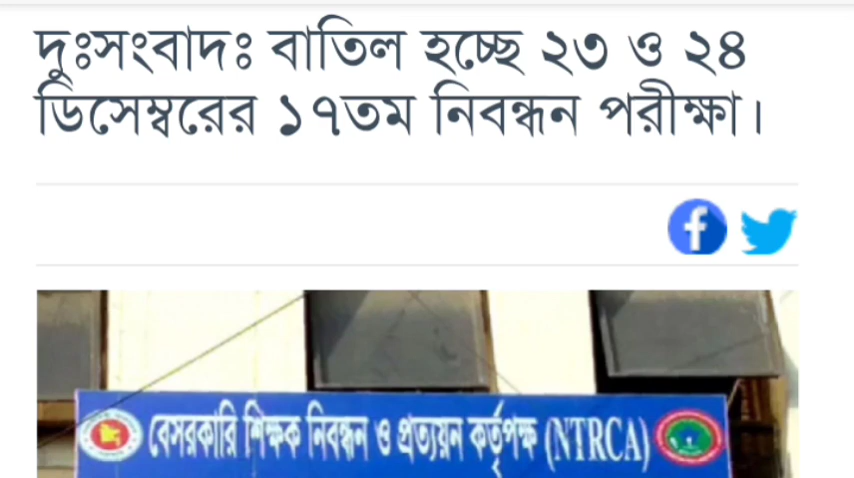 দুঃসংবাদঃ বাতিল হচ্ছে ২৩ ও ২৪
ডিসেম্বরের ১৭তম নিবন্ধন পরীক্ষা।
বেসরকারি শিক্ষক নিবন্ধন ও প্রত্যয়ন কর্তৃপক্ষ (NTRCA)